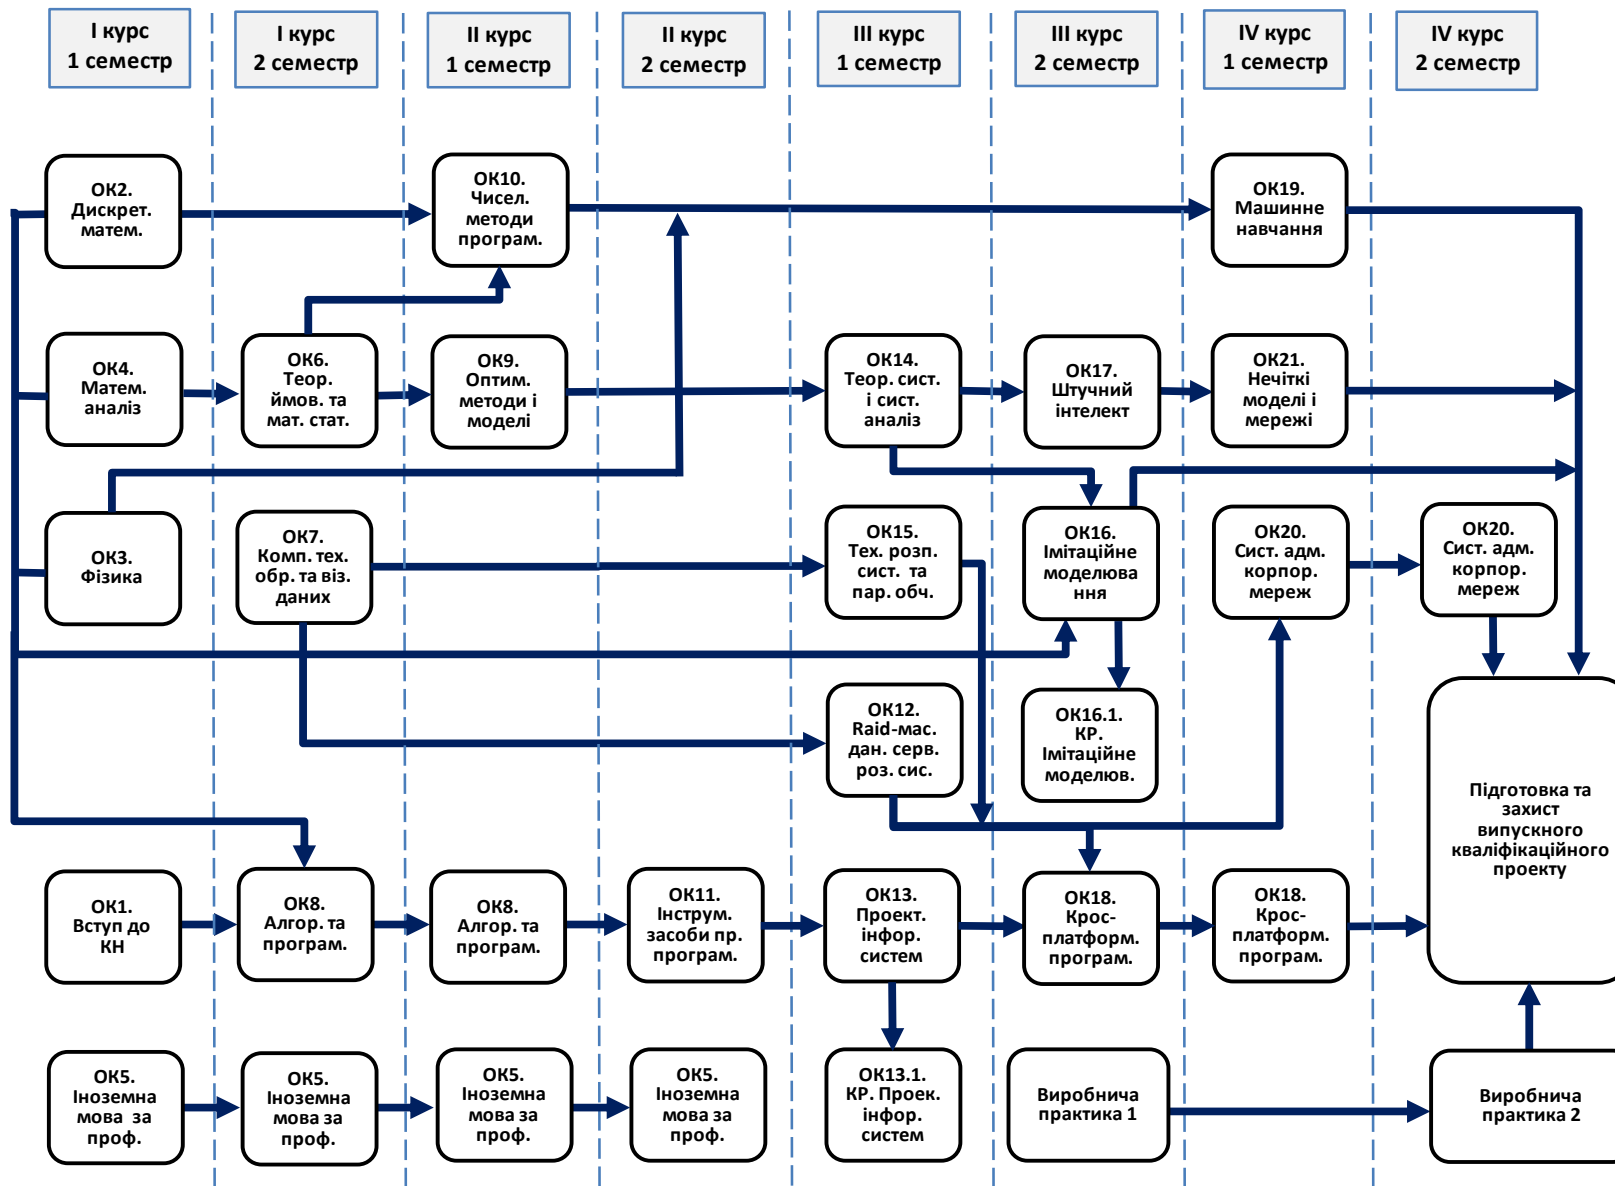 І курс
1 семестр
І курс
2 семестр
ІІ курс
1 семестр
ІІ курс
2 семестр
ІІІ курс
1 семестр
ІІІ курс
2 семестр
IV курс
1 семестр
IV курс
2 семестр
ОК2.
Дискрет.
матем.
ОК10.
Чисел.
методи
програм.
ОК19.
Машинне
навчання
ОК4.
Матем.
аналіз
ОК6.
Теор.
ймов. та
мат. стат.
ОК9.
Оптим.
методи і
моделі
ОК14.
Теор. сист.
і сист.
аналіз
ОК17.
Штучний
інтелект
ОК21.
Нечіткі
моделі і
мережі
ОК3.
Фізика
ОК7.
Комп. тех.
обр. та віз.
даних
ОК15.
Тех. розп.
сист. та
пар. обч.
ОК16.
Імітаційне
моделюва
ння
ОК20.
Сист. адм.
корпор.
мереж
ОК20.
Сист. адм.
корпор.
мереж
ОК12.
Raid-мас.
дан. серв.
роз. сис.
ОК16.1.
КР.
Імітаційне
моделюв.
Підготовка та
захист
випускного
кваліфікаційного
проекту
ОК1.
Вступ до
КН
ОК8.
Алгор. та
програм.
ОК8.
Алгор. та
програм.
ОК11.
Інструм.
засоби пр.
програм.
ОК13.
Проект.
інфор.
систем
ОК18.
Крос-
платформ.
програм.
ОК18.
Крос-
платформ.
програм.
ОК5.
Іноземна
мова за
проф.
ОК5.
Іноземна
мова за
проф.
ОК5.
Іноземна
мова за
проф.
ОК5.
Іноземна
мова за
проф.
ОК13.1.
КР. Проек.
інфор.
систем
Виробнича
практика 1
Виробнича
практика 2